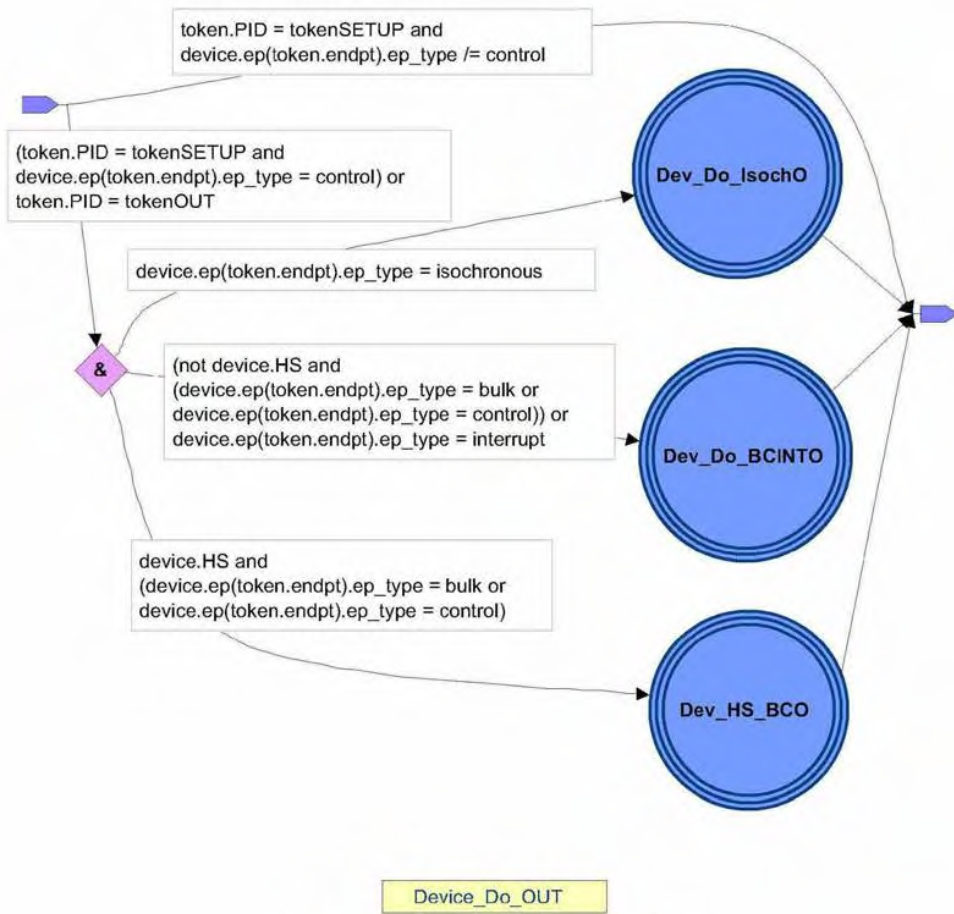 token.PID = tokenSETUP and
device.ep(token.endpt).ep_type /= control
(token.PID = tokenSETUP and
device.ep(token.endpt).ep_type = control) or
token.PID = tokenOUT
Dev_Do_IsochO
device.ep(token.endpt).ep_type = isochronous
&
(not device.HS and
(device.ep(token.endpt).ep_type = bulk or
device.ep(token.endpt).ep_type = control)) or
device.ep(token.endpt).ep_type = interrupt
Dev_Do_BCINTO
device.HS and
(device.ep(token.endpt).ep_type = bulk or
device.ep(token.endpt).ep_type = control)
Dev_HS_BCO
Device_Do_OUT